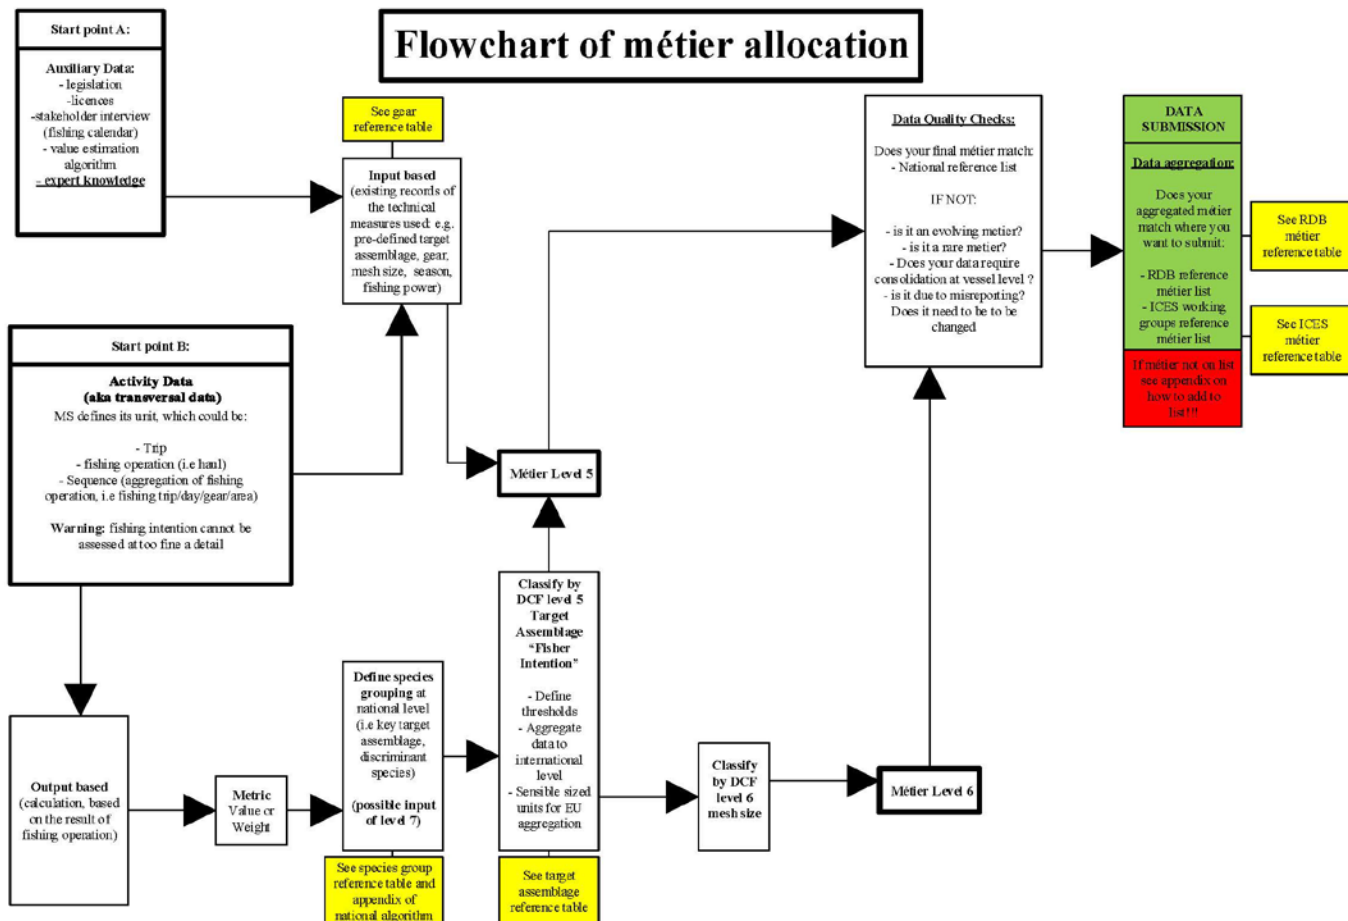 Flowchart of métier allocation
Start point A:
Auxiliary Data:
- legislation
-licences
-stakeholder interview
(fishing calendar)
- value estimation
algorithm
- expert knowledge
See gear
reference table
Input based
(existing records of
the technical
measures used: e.g.
pre-defined target
assemblage, gear,
mesh size, season,
fishing power)
Data Quality Checks:
Does your final métier match:
- National reference list
IF NOT:
- is it an evolving metier?
- is it a rare metier?
- Does your data require
consolidation at vessel level ?
- is it due to misreporting?
Does it need to be to be
changed
DATA
SUBMISSION
Data aggregation:
Does your
aggregated métier
match where you
want to submit:
- RDB reference
métier list
- ICES working
groups reference
métier list
If métier not on list
see appendix on
how to add to
list!!!
See RDB
métier
reference table
See ICES
métier
reference table
Start point B:
Activity Data
(aka transversal data)
MS defines its unit, which could be:
- Trip
- fishing operation (i.e haul)
- Sequence (aggregation of fishing
operation, i.e fishing trip/day/gear/area)
Warning: fishing intention cannot be
assessed at too fine a detail
Métier Level 5
Output based
(calculation, based
on the result of
fishing operation)
Metric
Value or
Weight
Define species
grouping at
national level
(i.e key target
assemblage,
discriminant
species)
(possible input
of level 7)
See species group
reference table and
appendix of
national algorithm
Classify by
DCF level 5
Target
Assemblage
“Fisher
Intention”
- Define
thresholds
- Aggregate
data to
international
level
- Sensible sized
units for EU
aggregation
See target
assemblage
reference table
Classify
by DCF
level 6
mesh size
Métier Level 6